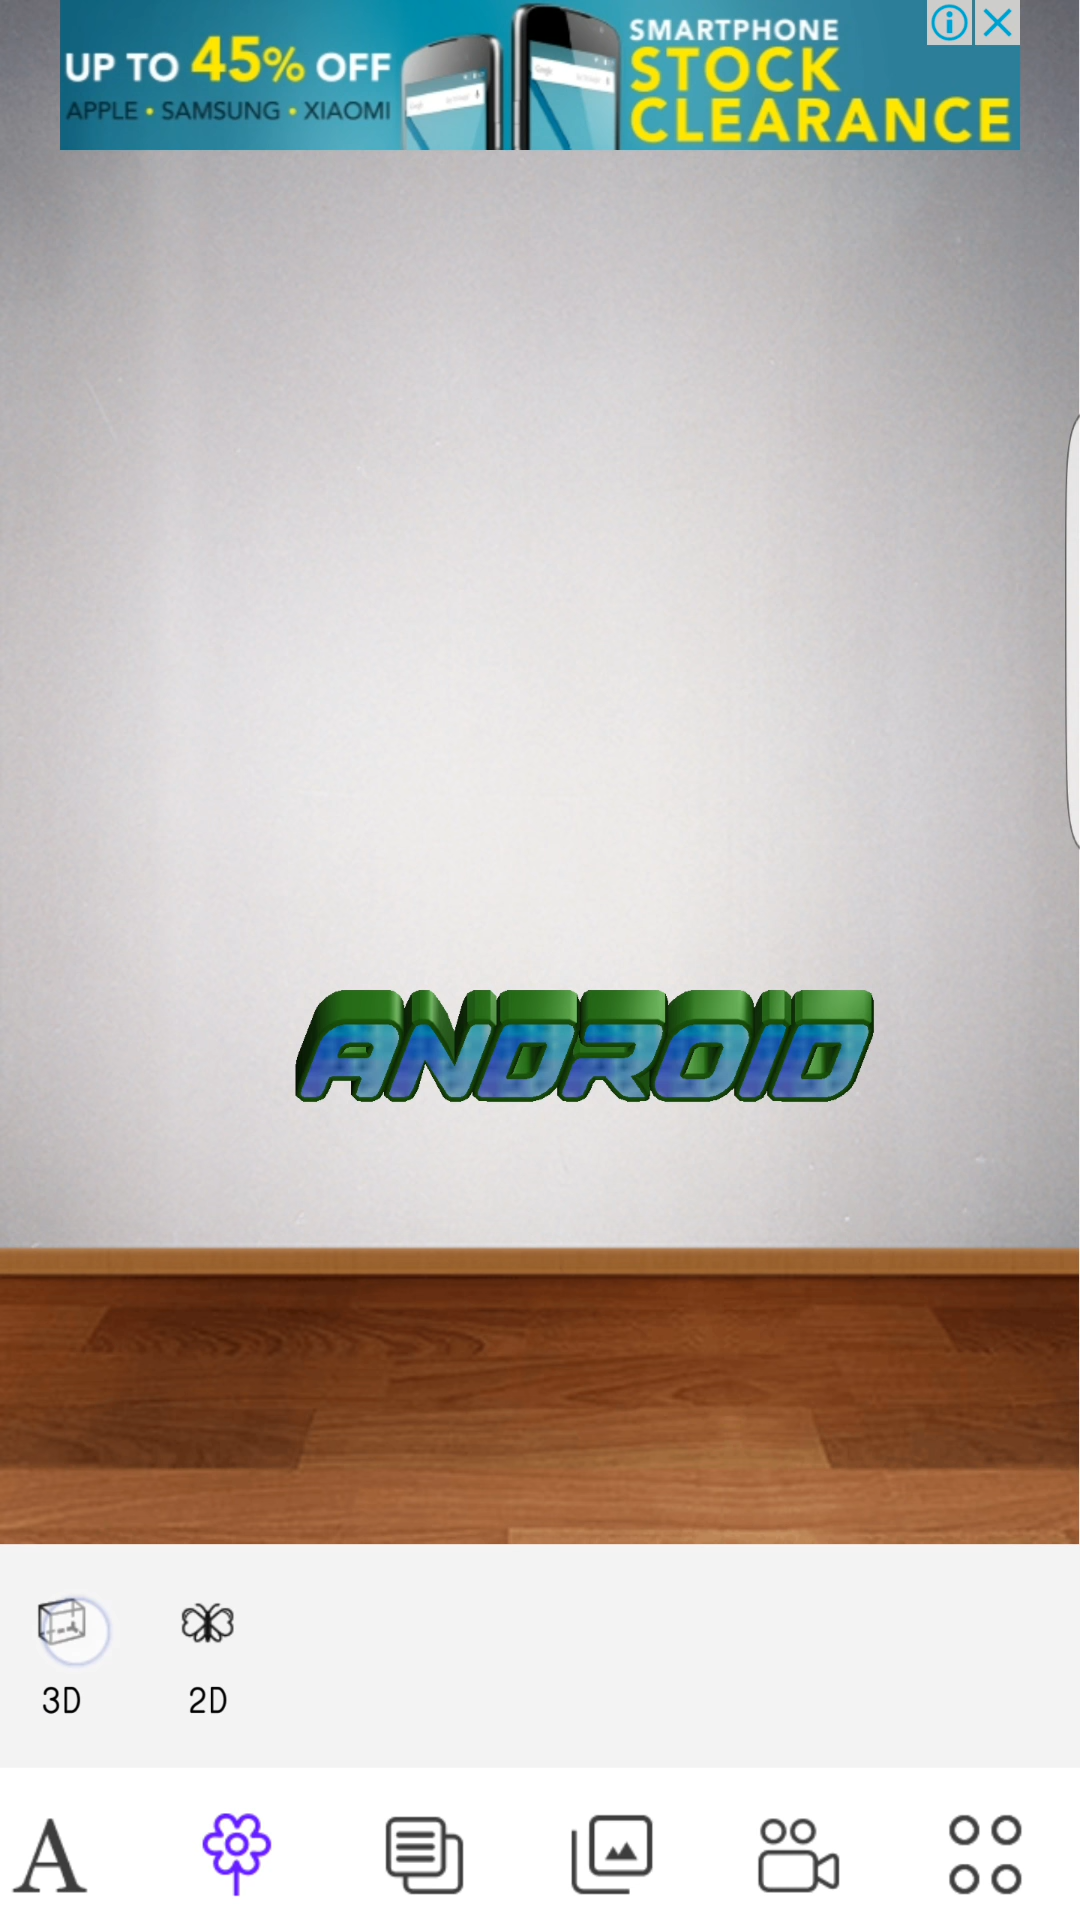 UP TO 45% OFF
APPLE • SAMSUNG • XIAOMI
SMARTPHONE
STOCK
CLEARANCE
ANDROID
3D
2D
A